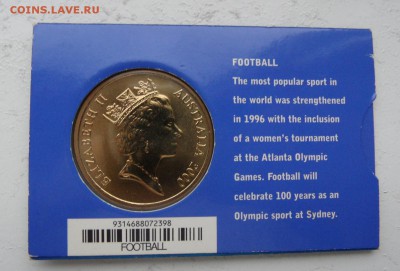 COINS.LAVE.RU
FOOTBALL
The most popular sport in
the world was strengthened
in 1996 with the inclusion
of a women's tournament
at the Atlanta Olympic
Games. Football will
celebrate 100 years as an
Olympic sport at Sydney.
ELIZABETH II AUSTRALIA 2000
9314688072398
FOOTBALL